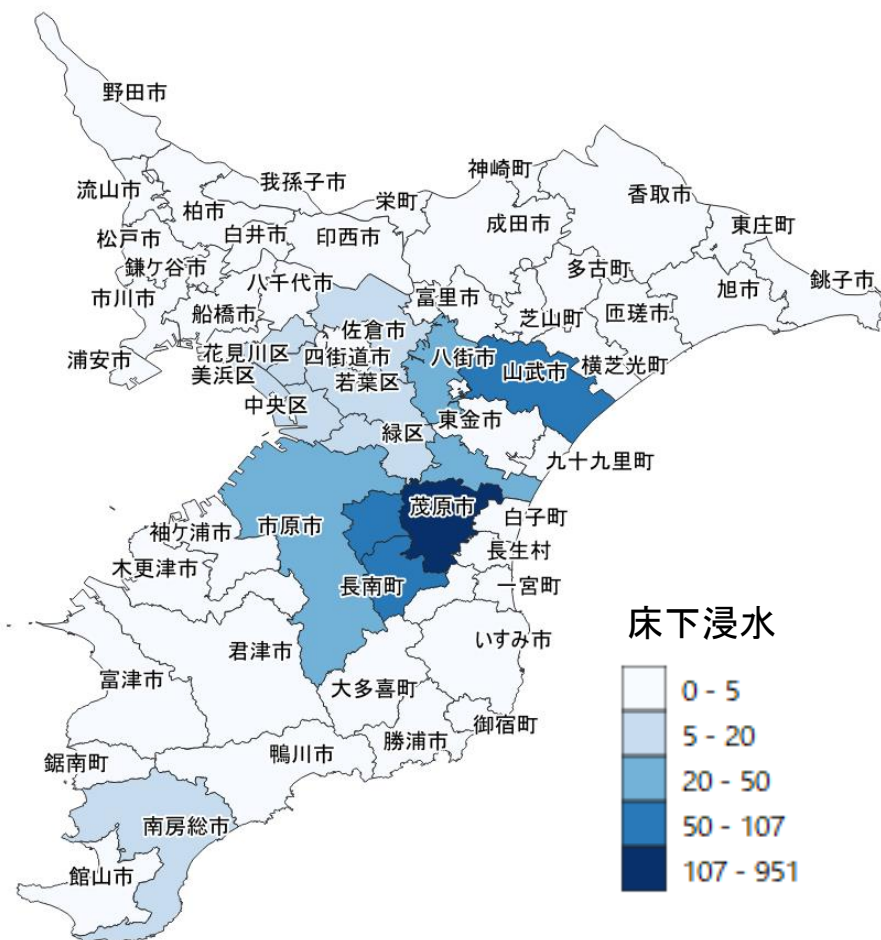 野田市
流山市
我孫子市
柏市
松戸市
白井市
印西市
栄町
神崎町
成田市
香取市
東庄町
鎌ケ谷市
八千代市
市川市
船橋市
富里市
多古町
芝山町
匝瑳市
旭市
銚子市
浦安市
花見川区
美浜区
佐倉市
四街道市
若葉区
八街市
山武市
横芝光町
中央区
緑区
東金市
九十九里町
市原市
茂原市
白子町
袖ケ浦市
長生村
木更津市
長南町
一宮町
床下浸水
君津市
いすみ市
富津市
大多喜町
御宿町
勝浦市
鴨川市
鋸南町
南房総市
館山市
0 - 5
5 - 20
20 - 50
50 - 107
107 - 951